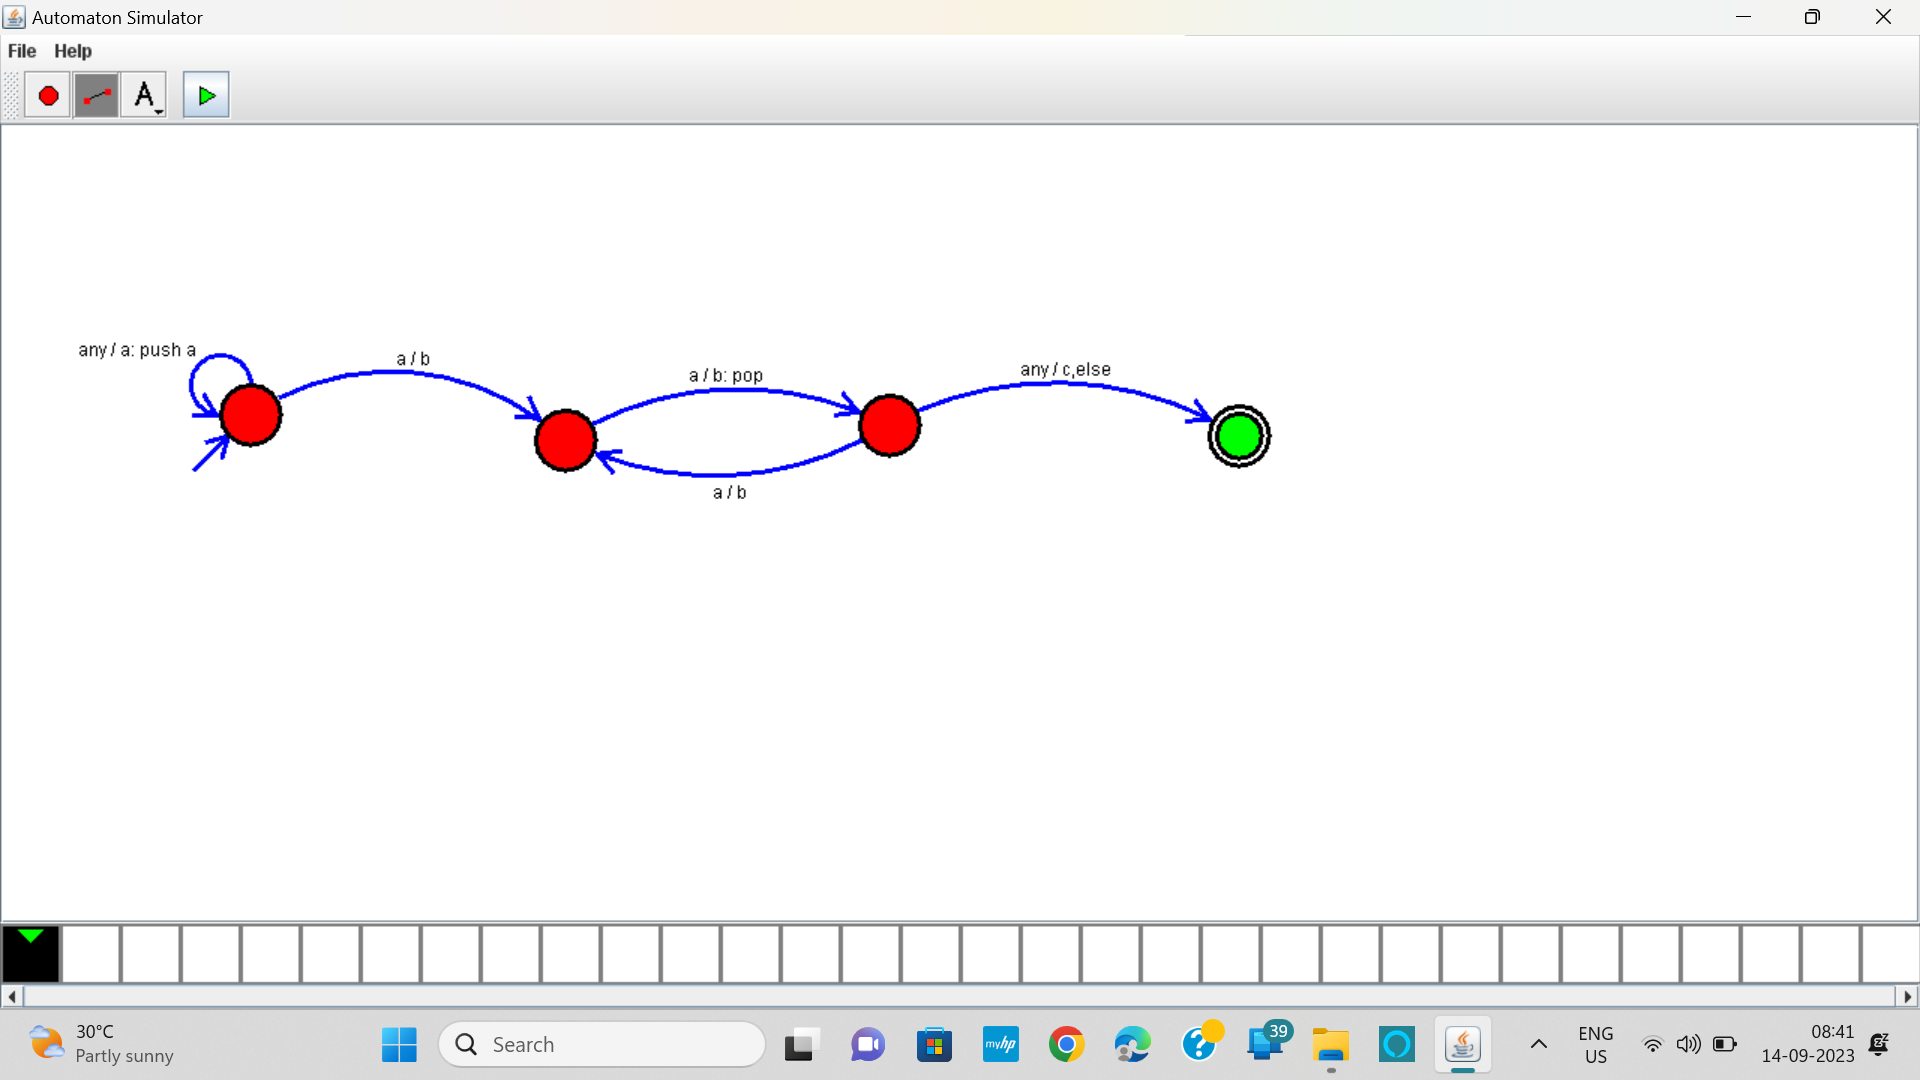 Automaton Simulator
File Help
A
any / a: push a
a / b
a / b: pop
any / c,else
a / b
30°C
Partly sunny
Search
myhp
39
ENG
US
08:41
14-09-2023